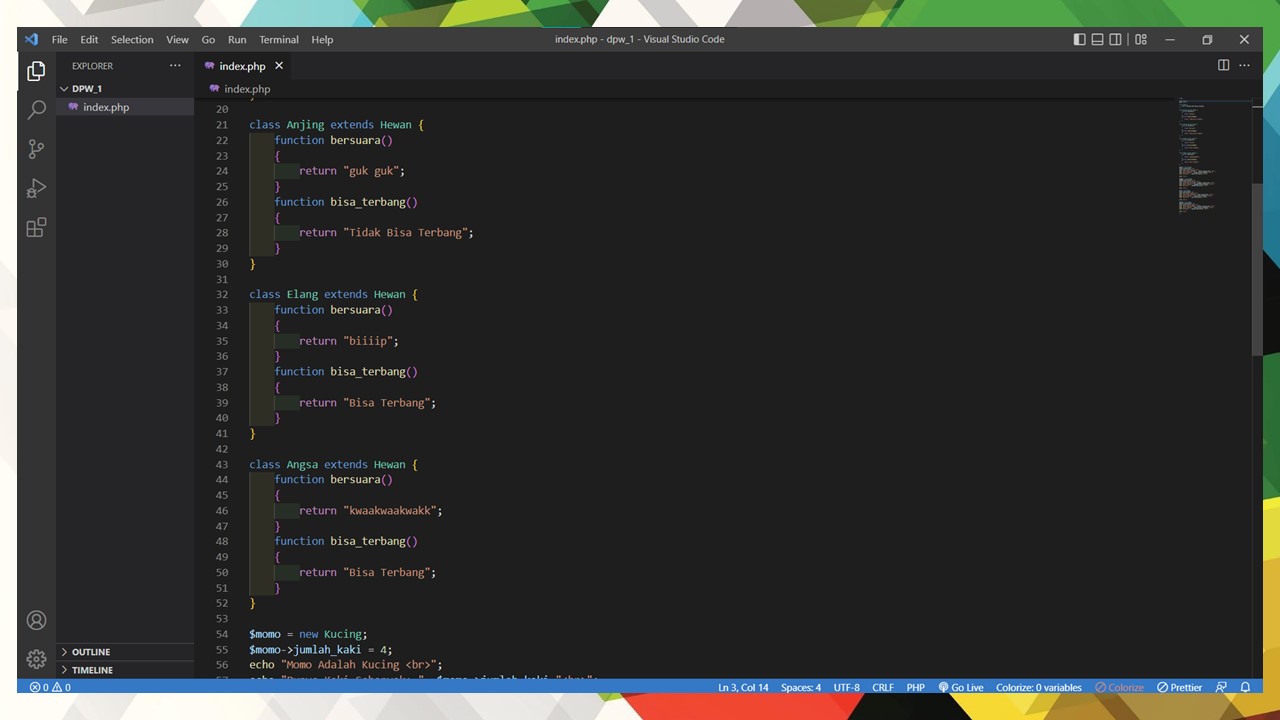 File Edit Selection View Go Run Terminal Help
index.php - dpw_1 - Visual Studio Code
EXPLORER
index.php
DPW_1
index.php
index.php
20
21 class Anjing extends Hewan {
22 function bersuara()
23 {
24 return "guk guk";
25 }
26 function bisa_terbang()
27 {
28 return "Tidak Bisa Terbang";
29 }
30 }
31
32 class Elang extends Hewan {
33 function bersuara()
34 {
35 return "biiiip";
36 }
37 function bisa_terbang()
38 {
39 return "Bisa Terbang";
40 }
41 }
42
43 class Angsa extends Hewan {
44 function bersuara()
45 {
46 return "kwaakwaakwakk";
47 }
48 function bisa_terbang()
49 {
50 return "Bisa Terbang";
51 }
52 }
53
54 $momo = new Kucing;
55 $momo->jumlah_kaki = 4;
56 echo "Momo Adalah Kucing <br>";
OUTLINE
TIMELINE
0 0
Ln 3, Col 14 Spaces: 4 UTF-8 CRLF PHP Go Live Colorize: 0 variables Colorize Prettier